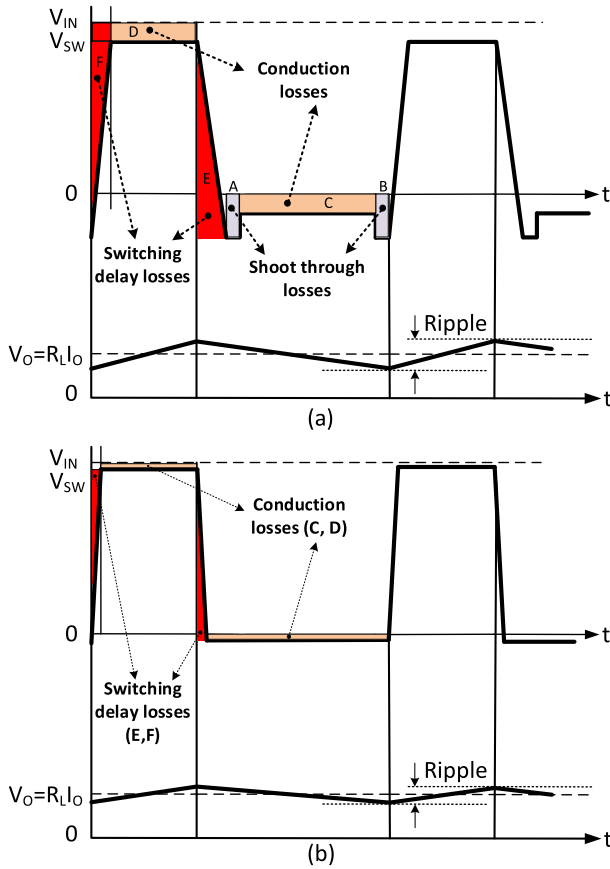 V_IN
V_SW
D
F
Conduction
losses
E
A
B
0
t
C
Switching
delay losses
Shoot through
losses
Ripple
V_O=R_LI_O
0
t
(a)
V_IN
V_SW
Conduction
losses (C, D)
0
t
Switching
delay losses
(E,F)
Ripple
V_O=R_LI_O
0
t
(b)